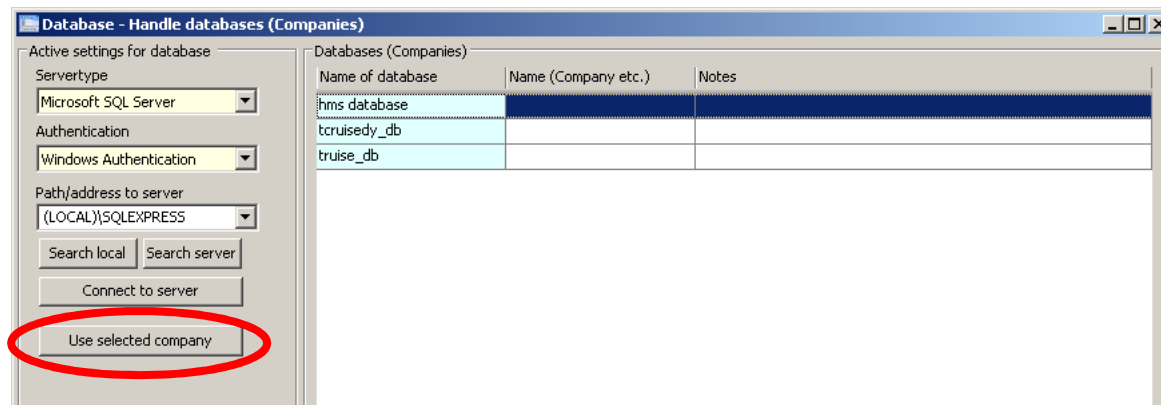 Database - Handle databases (Companies)
Active settings for database
Servertype
Microsoft SQL Server
Authentication
Windows Authentication
Path/address to server
(LOCAL)\SQLEXPRESS
Search local Search server
Connect to server
Use selected company
Databases (Companies)
Name of database Name (Company etc.) Notes
hms database
tcruisedy_db
truise_db